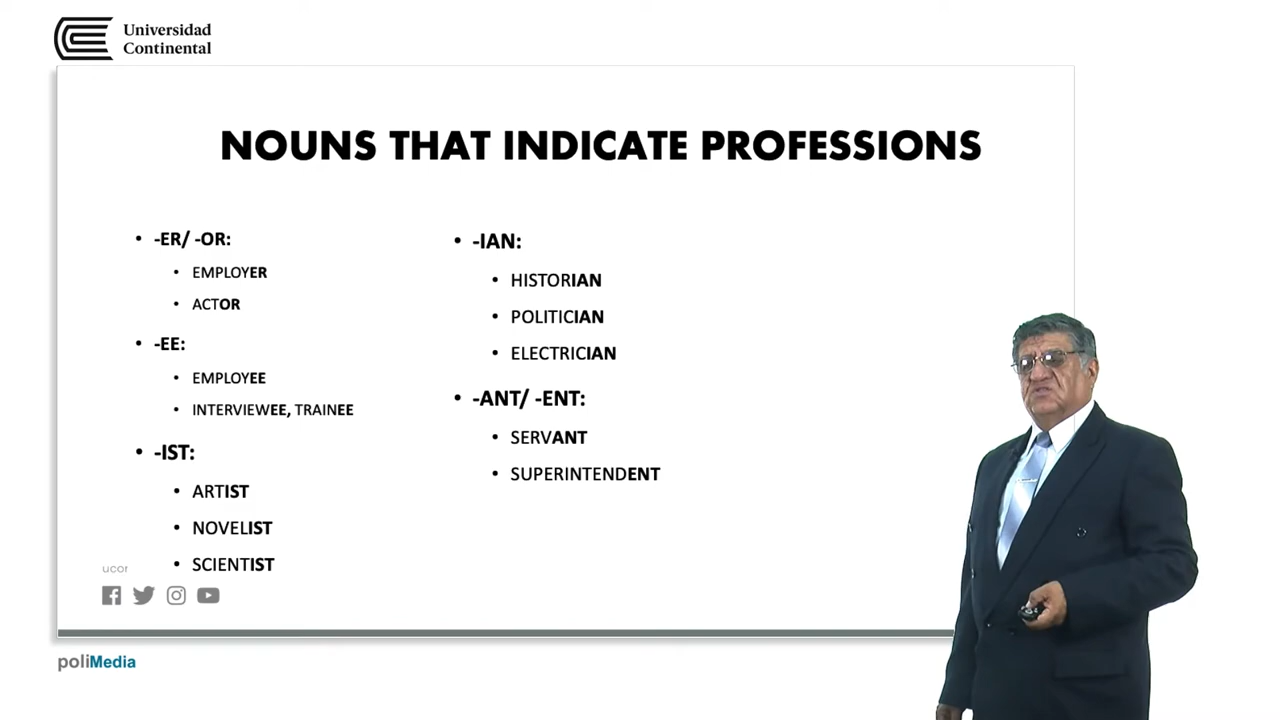 Universidad
Continental
NOUNS THAT INDICATE PROFESSIONS
• -ER/ -OR:
• EMPLOYER
• ACTOR
• -EE:
• EMPLOYEE
• INTERVIEWEE, TRAINEE
• -IST:
• ARTIST
• NOVELIST
• SCIENTIST
• -IAN:
• HISTORIAN
• POLITICIAN
• ELECTRICIAN
• -ANT/ -ENT:
• SERVANT
• SUPERINTENDENT
ucor
poliMedia